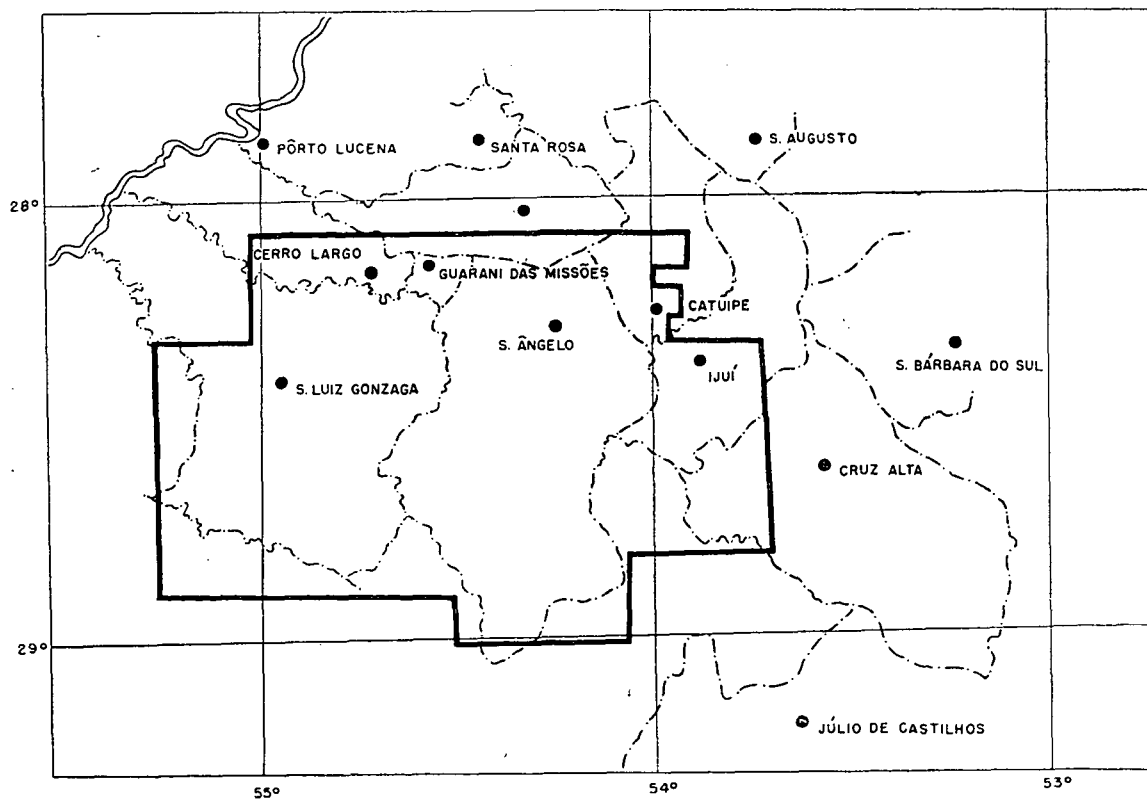 PÔRTO LUCENA
SANTA ROSA
S. AUGUSTO
28°
CERRO LARGO
GUARANI DAS MISSÕES
CATUIPE
S. ÂNGELO
IJUÍ
S. BÁRBARA DO SUL
S. LUIZ GONZAGA
CRUZ ALTA
29°
JÚLIO DE CASTILHOS
55°
54°
53°